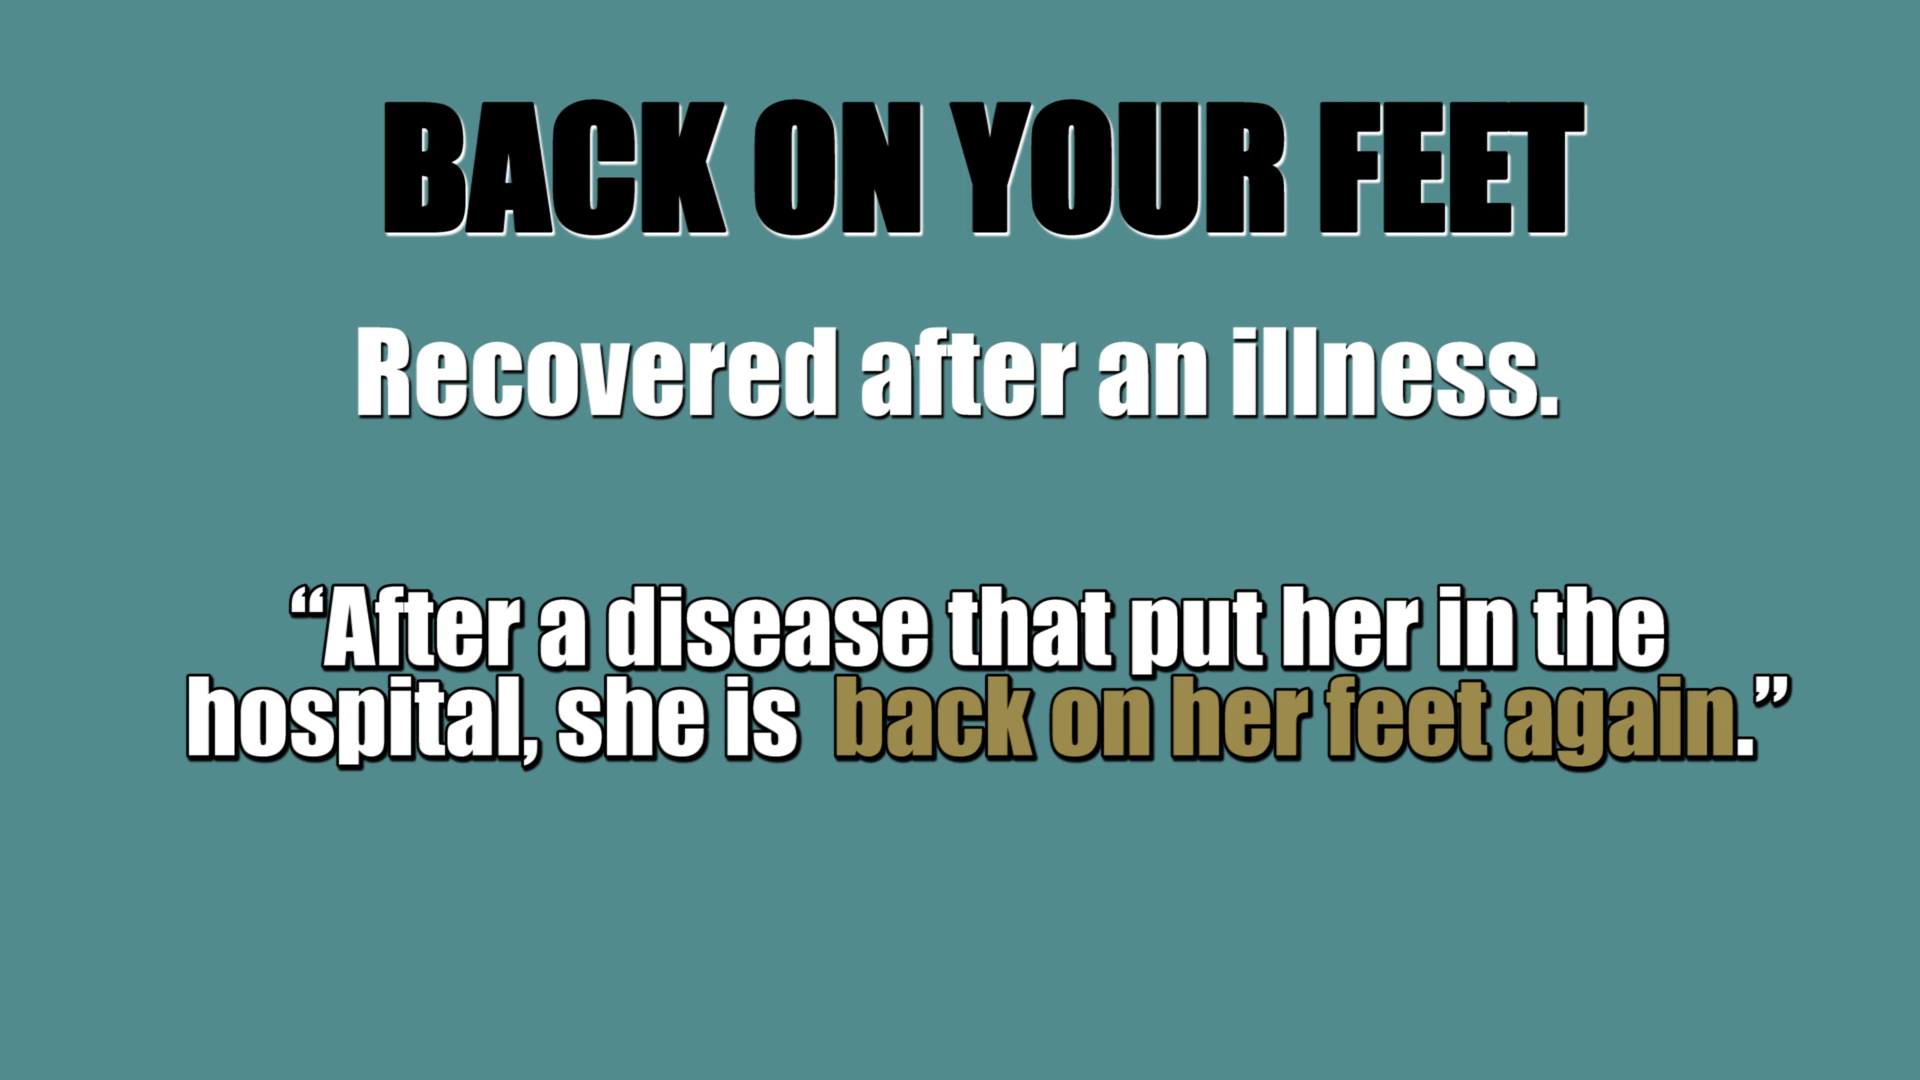 BACK ON YOUR FEET
Recovered after an illness.
“After a disease that put her in the
hospital, she is back on her feet again.”